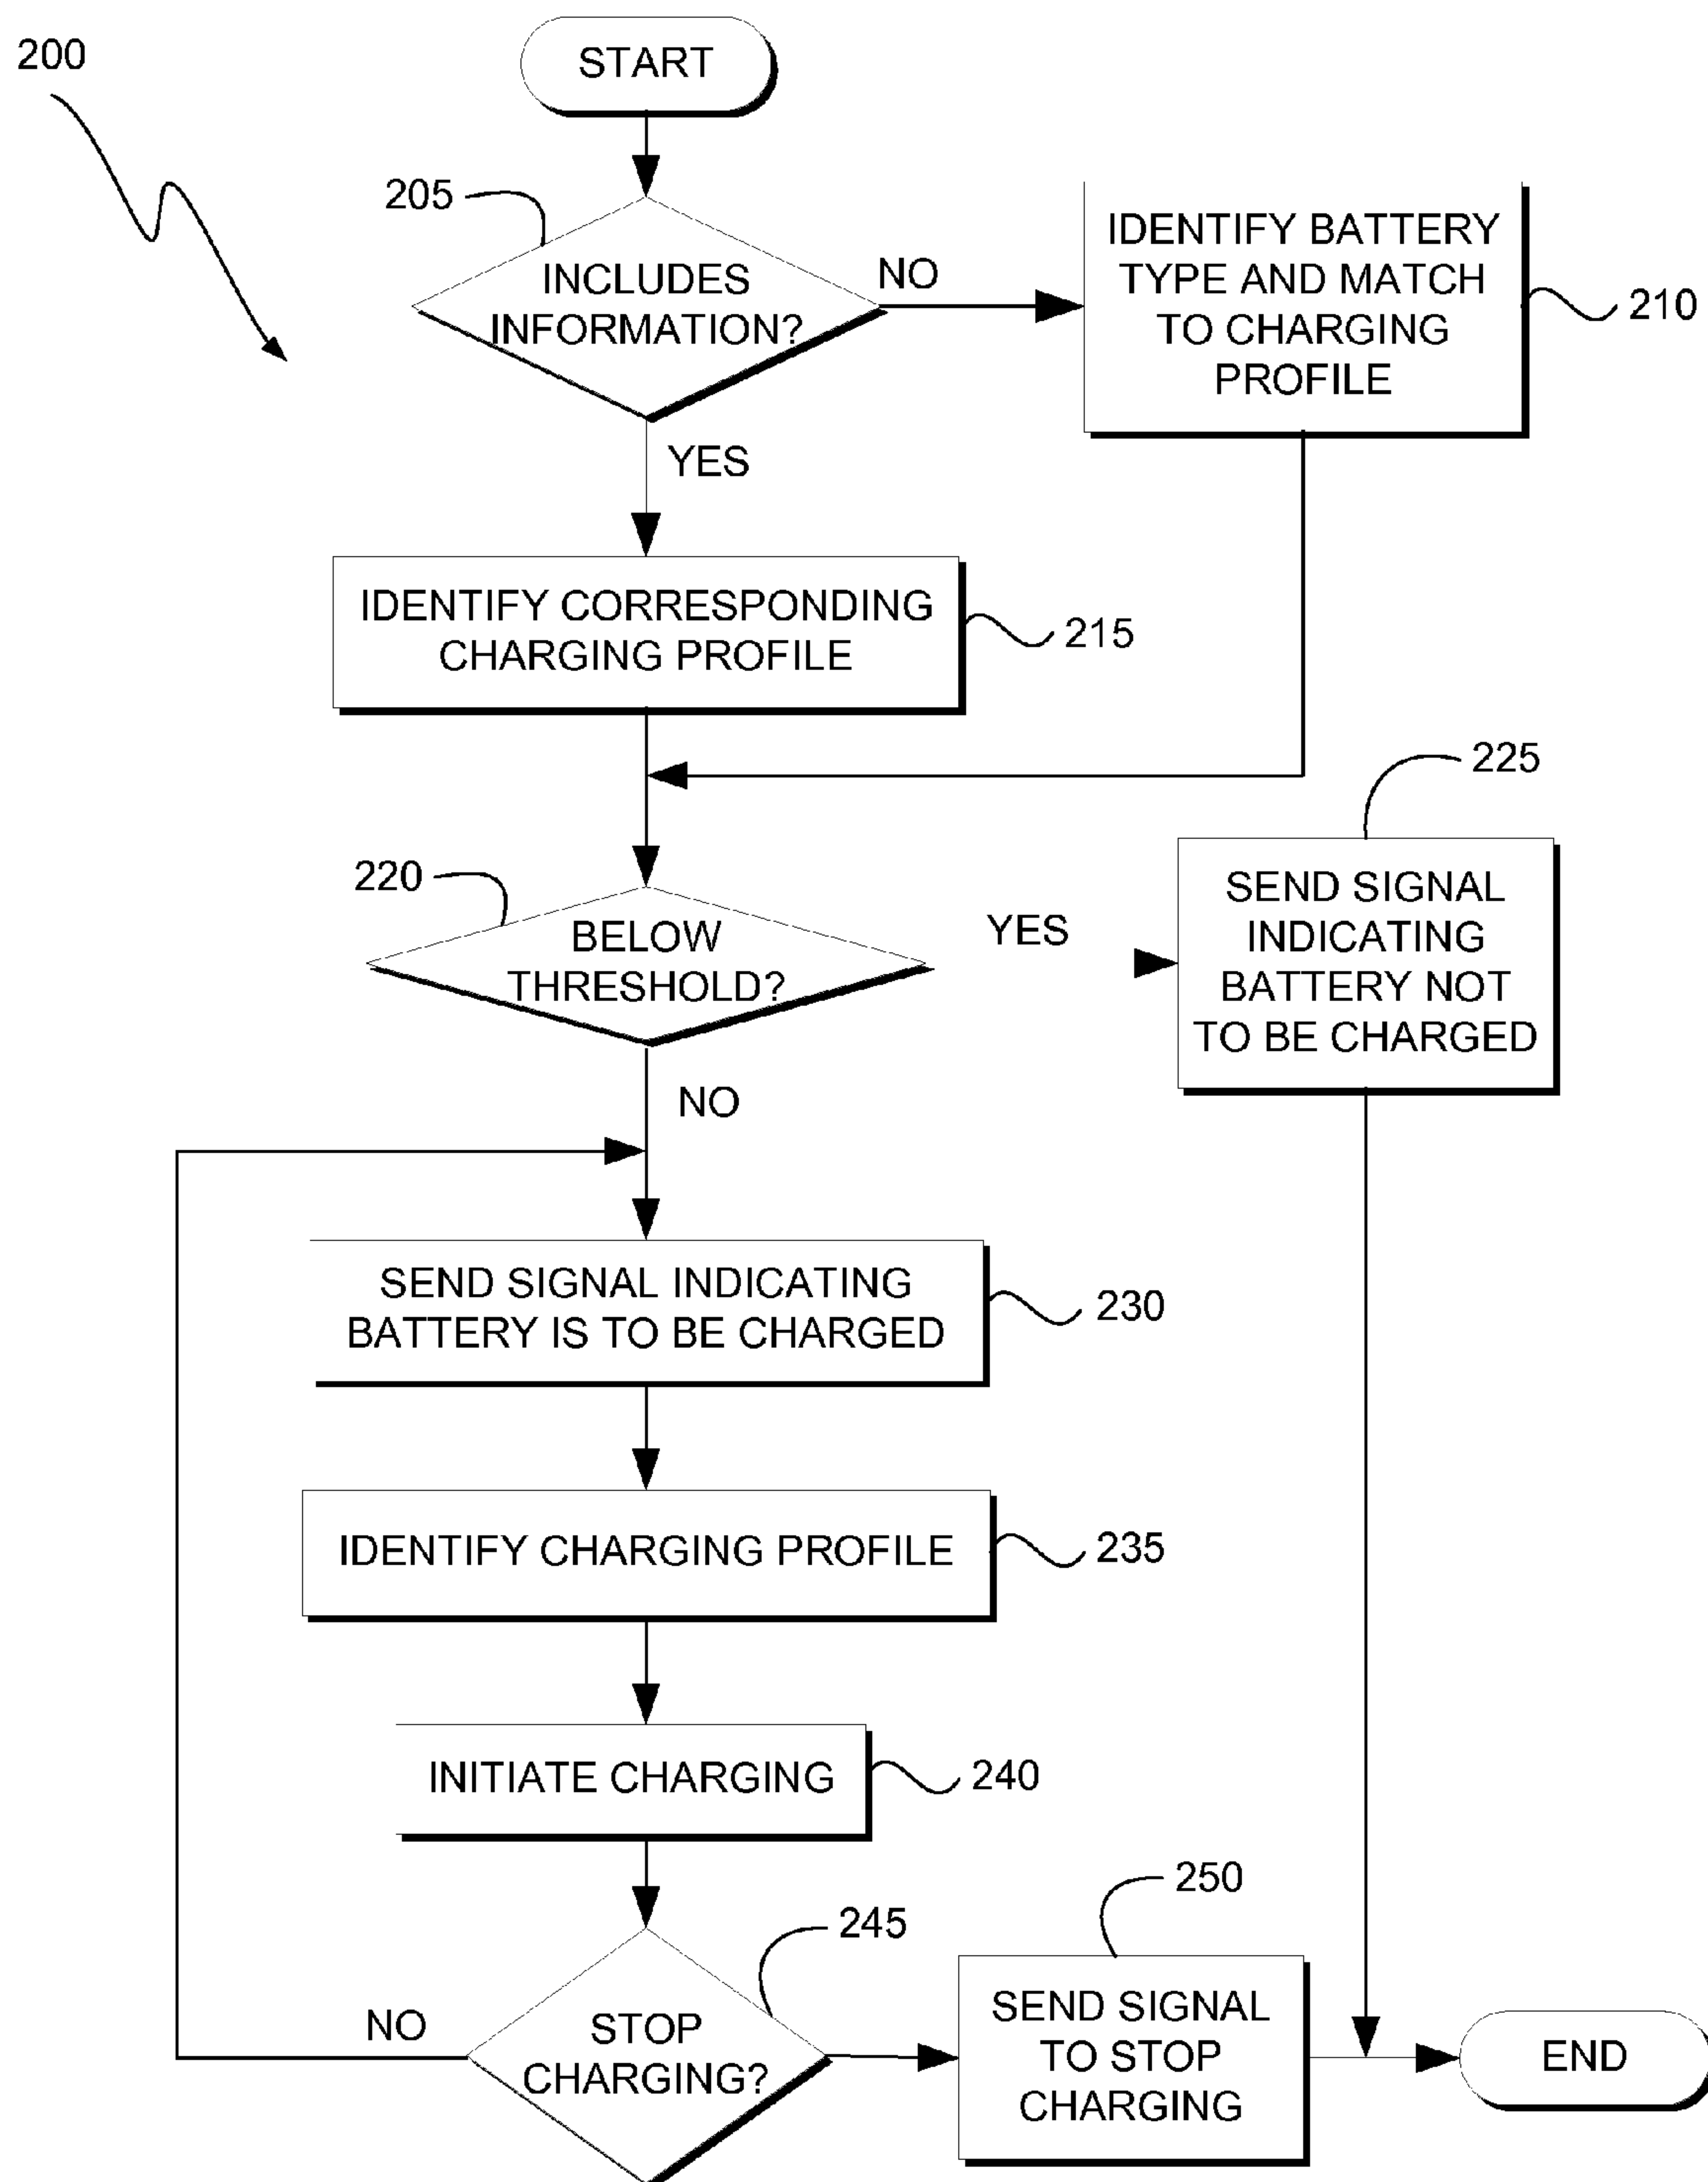 200
START
205
INCLUDES
INFORMATION?
NO
IDENTIFY BATTERY
TYPE AND MATCH
TO CHARGING
PROFILE
210
YES
IDENTIFY CORRESPONDING
CHARGING PROFILE
215
225
220
BELOW
THRESHOLD?
YES
SEND SIGNAL
INDICATING
BATTERY NOT
TO BE CHARGED
NO
SEND SIGNAL INDICATING
BATTERY IS TO BE CHARGED
230
IDENTIFY CHARGING PROFILE
235
INITIATE CHARGING
240
250
245
NO
STOP
CHARGING?
SEND SIGNAL
TO STOP
CHARGING
END